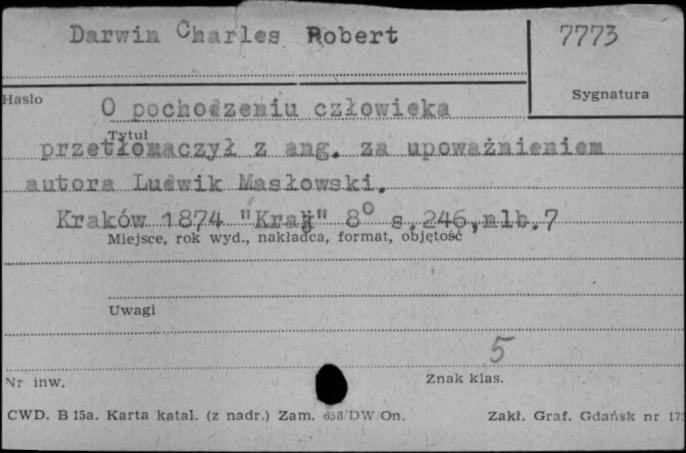 Darwin Charles Robert
7773
Hasło
Sygnatura
O pochodzeniu człowieka
Tytuł
przetłomaczył z ang. za upoważnieniem
autora Ludwik Masłowski.
Kraków 1874 "Kraj" 8° s.246,nlb.7
Miejsce, rok wyd., nakładca, format, objętość
Uwagi
5
Nr inw.
Znak klas.
CWD. B 15a. Karta katal. (z nadr.) Zam. 658/DW/On.
Zakł. Graf. Gdańsk nr